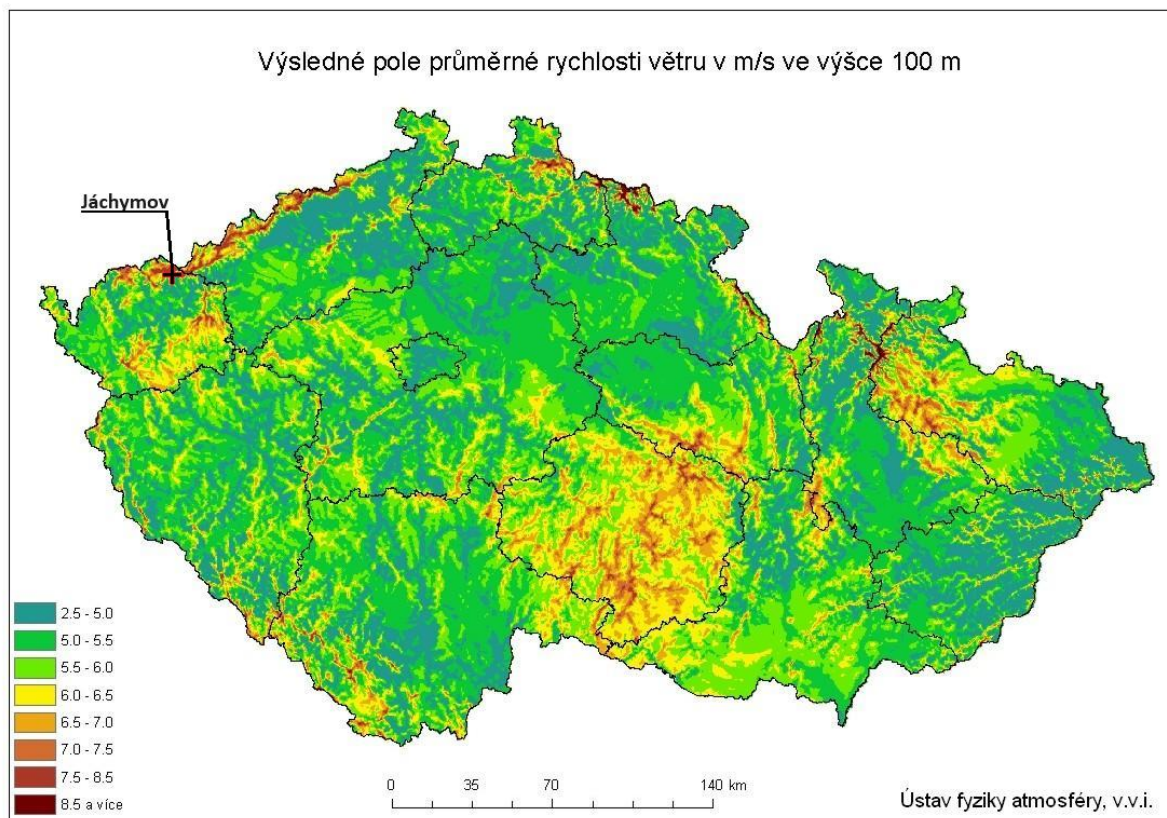 Výsledné pole průměrné rychlosti větru v m/s ve výšce 100 m
Jáchymov
2.5 - 5.0
5.0 - 5.5
5.5 - 6.0
6.0 - 6.5
6.5 - 7.0
7.0 - 7.5
7.5 - 8.5
8.5 a více
0 35 70 140 km
Ústav fyziky atmosféry, v.v.i.